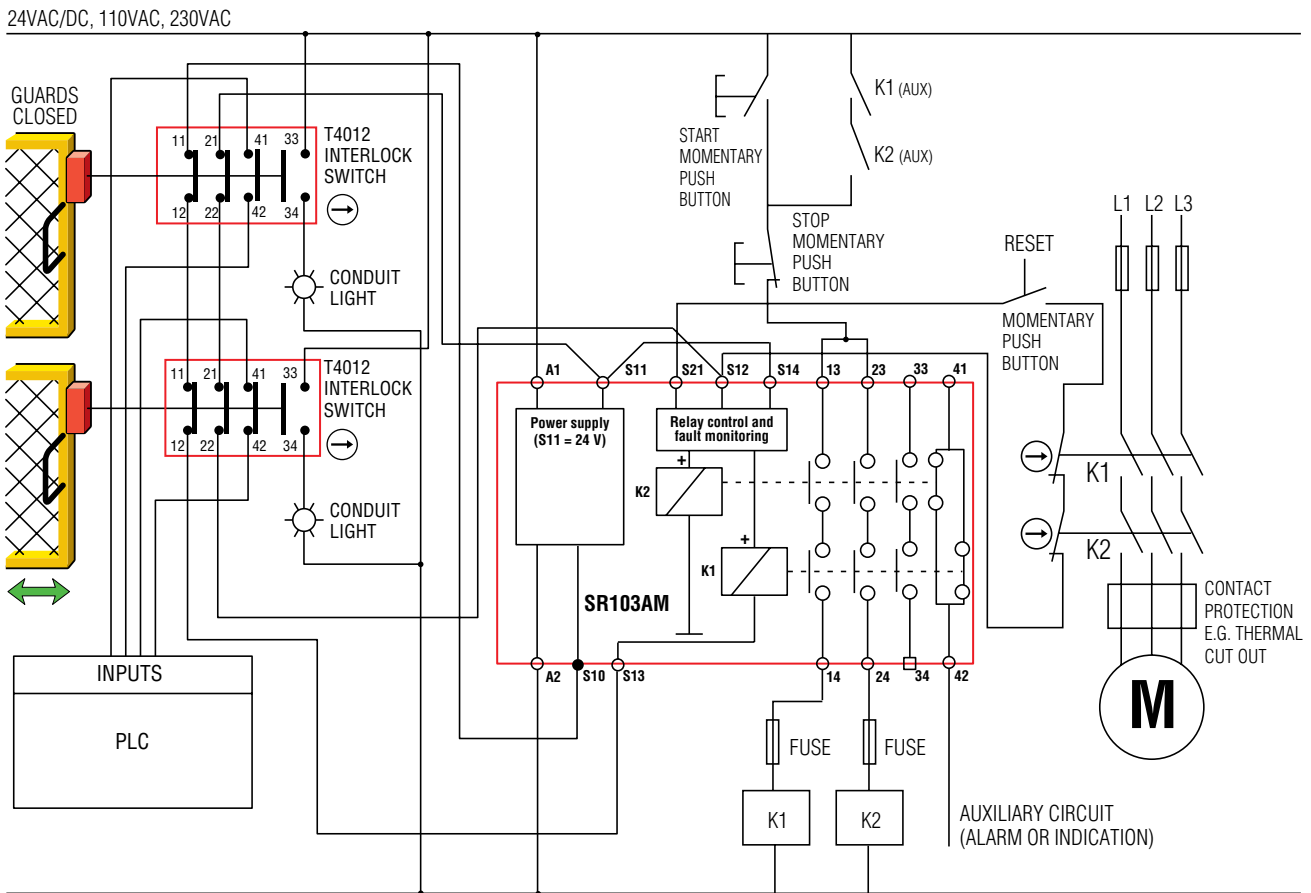 24VAC/DC, 110VAC, 230VAC
GUARDS
CLOSED
11 21 41 33
12 22 42 34
T4012
INTERLOCK
SWITCH
CONDUIT
LIGHT
11 21 41 33
12 22 42 34
T4012
INTERLOCK
SWITCH
CONDUIT
LIGHT
INPUTS
PLC
START
MOMENTARY
PUSH
BUTTON
K1 (AUX)
K2 (AUX)
STOP
MOMENTARY
PUSH
BUTTON
RESET
MOMENTARY
PUSH
BUTTON
L1 L2 L3
A1 S11 S21 S12 S14 13 23 33 41
Power supply
(S11 = 24 V)
Relay control and
fault monitoring
+
K2
+
K1
SR103AM
A2 S10 S13 14 24 34 42
FUSE
FUSE
K1
K2
AUXILIARY CIRCUIT
(ALARM OR INDICATION)
K1
K2
CONTACT
PROTECTION
E.G. THERMAL
CUT OUT
M